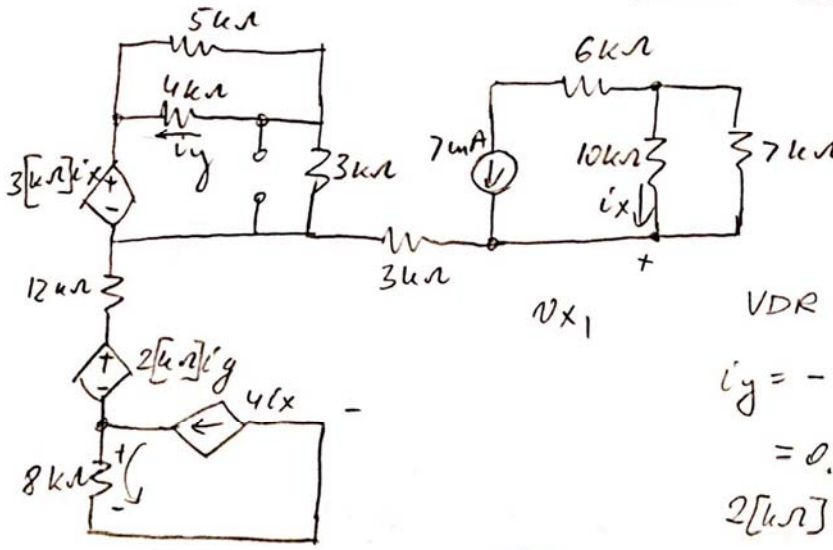 5kΩ
6kΩ
4kΩ
iy
7mA
3kΩ
10kΩ
7kΩ
3[kΩ]ix
ix
3kΩ
+
-
+
12kΩ
vx1
VDR
2[kΩ]iy
+
-
iy = -
4ix
-
= 0.
8kΩ
+
-
2[kΩ]